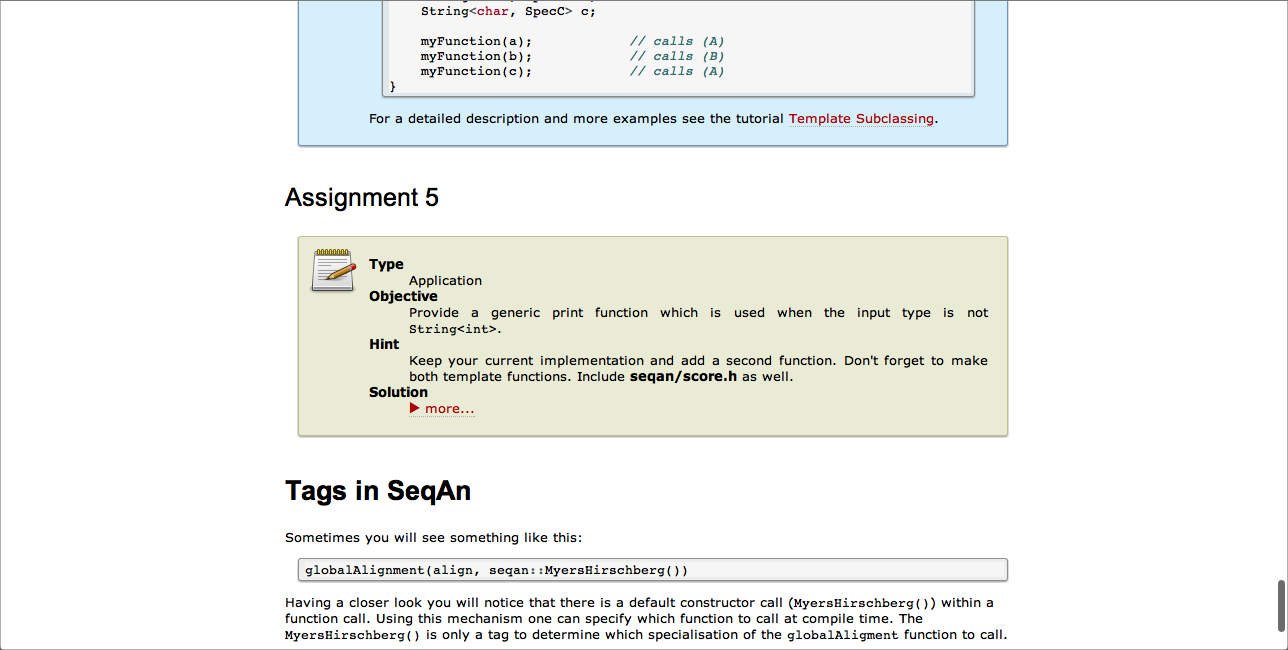 String<char, SpecC> c;
myFunction(a);             // calls (A)
myFunction(b);             // calls (B)
myFunction(c);             // calls (A)
}
For a detailed description and more examples see the tutorial Template Subclassing.
Assignment 5
Type
Application
Objective
Provide a generic print function which is used when the input type is not
String<int>.
Hint
Keep your current implementation and add a second function. Don't forget to make
both template functions. Include seqan/score.h as well.
Solution
more...
Tags in SeqAn
Sometimes you will see something like this:
globalAlignment(align, seqan::MyersHirschberg())
Having a closer look you will notice that there is a default constructor call (MyersHirschberg()) within a
function call. Using this mechanism one can specify which function to call at compile time. The
MyersHirschberg() is only a tag to determine which specialisation of the globalAligment function to call.